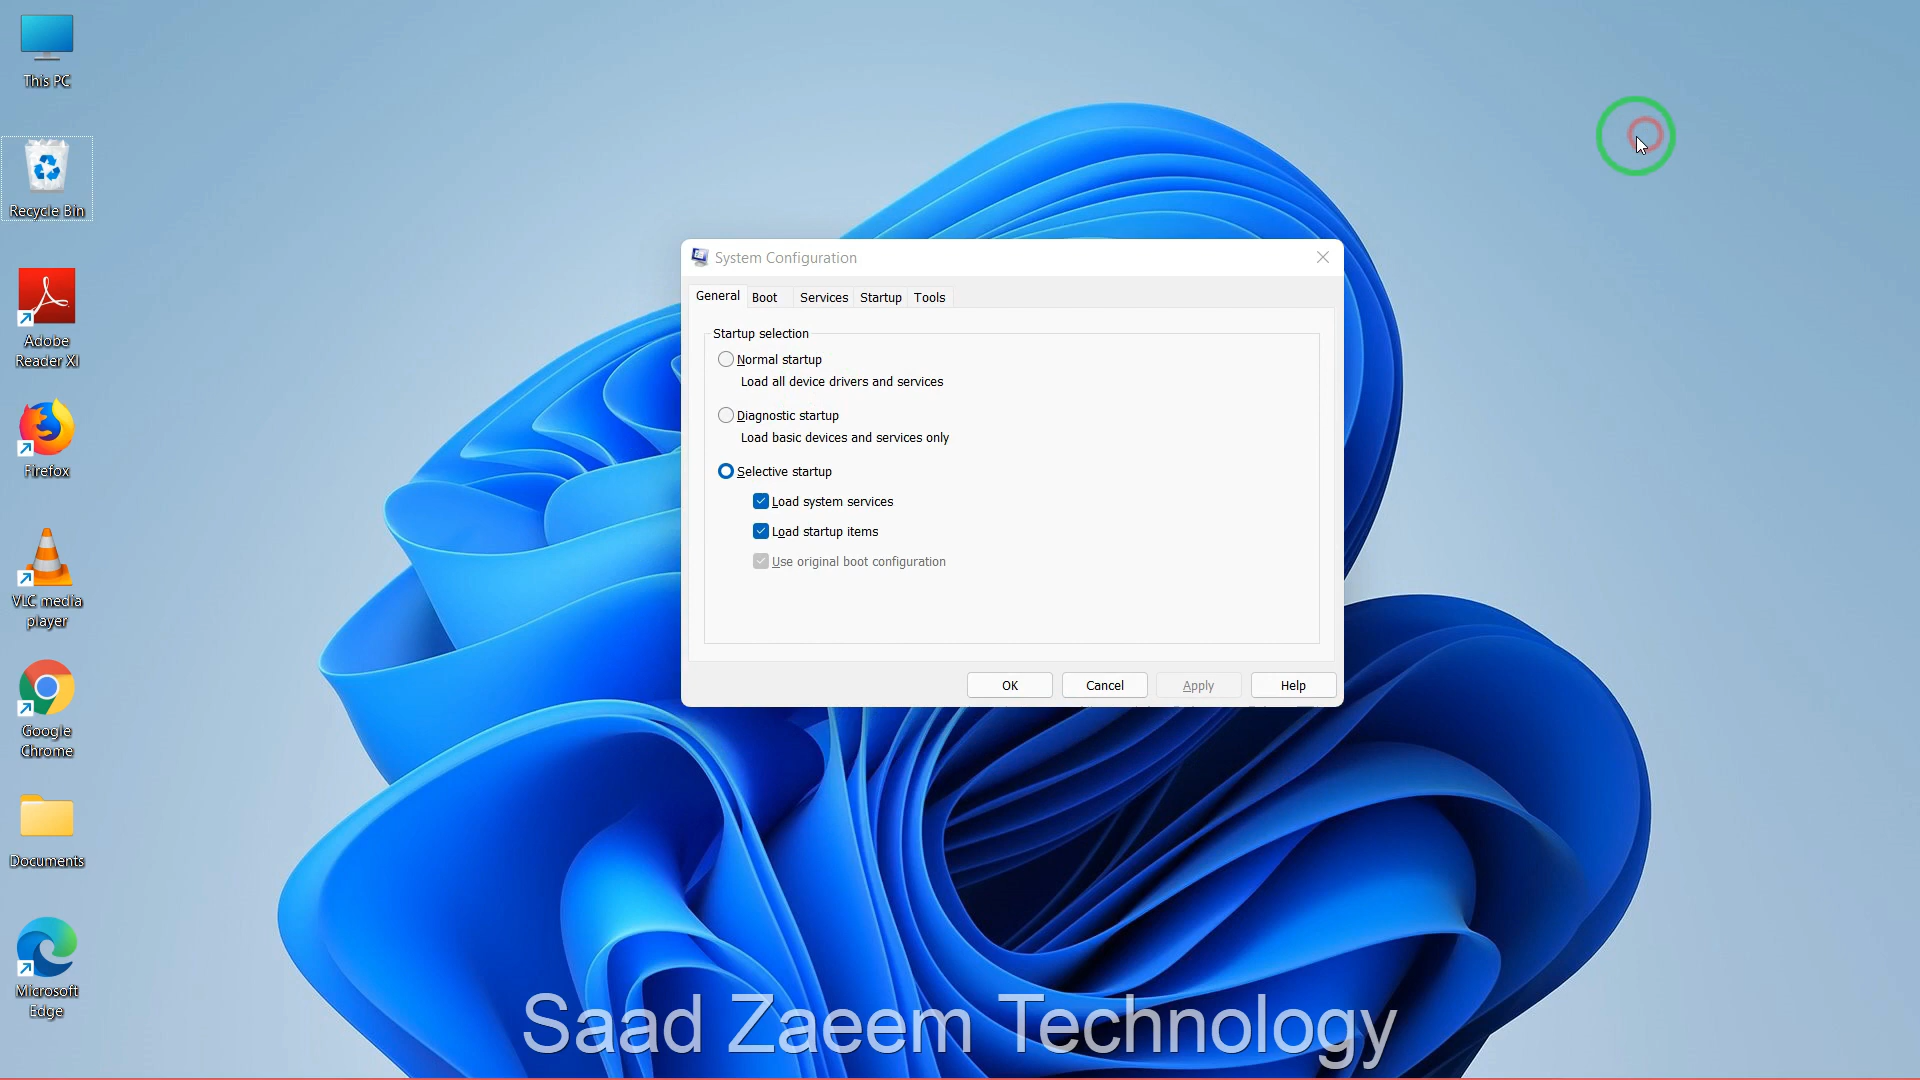 This PC
Recycle Bin
Adobe
Reader XI
Firefox
VLC media
player
Google
Chrome
Documents
Microsoft
Edge
System Configuration
General Boot Services Startup Tools
Startup selection
Normal startup
Load all device drivers and services
Diagnostic startup
Load basic devices and services only
Selective startup
Load system services
Load startup items
Use original boot configuration
OK Cancel Apply Help
Saad Zaeem Technology